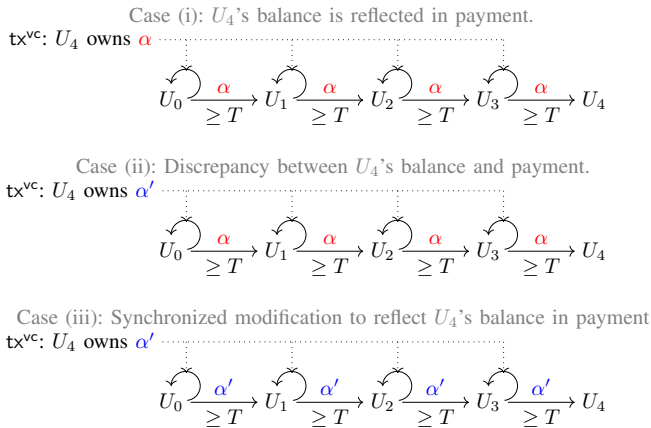 Case (i): U₄'s balance is reflected in payment.
txᵛᶜ: U₄ owns α
α α α α
U₀ U₁ U₂ U₃ U₄
≥ T ≥ T ≥ T ≥ T
Case (ii): Discrepancy between U₄'s balance and payment.
txᵛᶜ: U₄ owns α′
α α α α
U₀ U₁ U₂ U₃ U₄
≥ T ≥ T ≥ T ≥ T
Case (iii): Synchronized modification to reflect U₄'s balance in payment
txᵛᶜ: U₄ owns α′
α′ α′ α′ α′
U₀ U₁ U₂ U₃ U₄
≥ T ≥ T ≥ T ≥ T